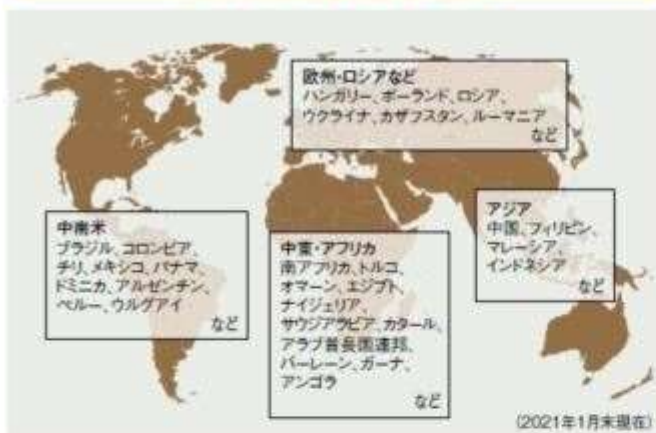 欧州・ロシアなど
ハンガリー、ポーランド、ロシア、
ウクライナ、カザフスタン、ルーマニア
など
中南米
ブラジル、コロンビア、
チリ、メキシコ、パナマ、
ドミニカ、アルゼンチン、
ペルー、ウルグアイ
など
中東・アフリカ
南アフリカ、トルコ、
オマーン、エジプト、
ナイジェリア、
サウジアラビア、カタール、
アラブ首長国連邦、
バーレーン、ガーナ、
アンゴラ
など
アジア
中国、フィリピン、
マレーシア、
インドネシア
など
(2021年1月末現在)